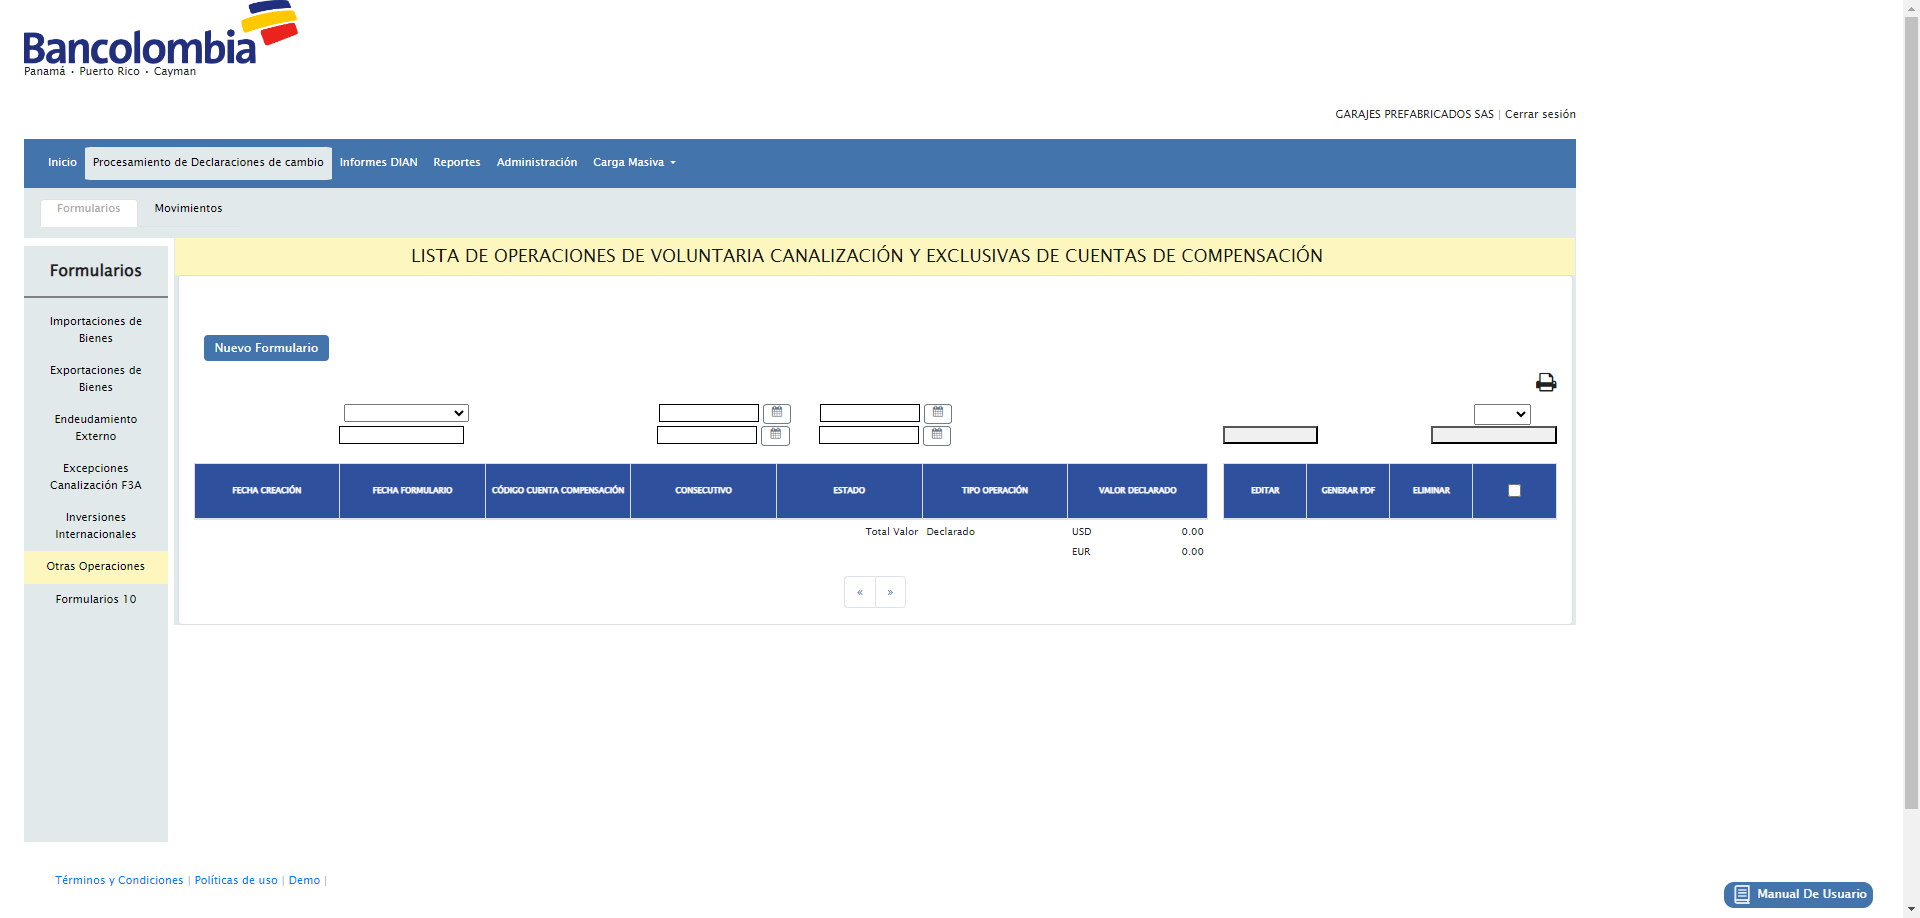 Bancolombia
Panamá • Puerto Rico • Cayman
GARAJES PREFABRICADOS SAS | Cerrar sesión
Inicio
Procesamiento de Declaraciones de cambio
Informes DIAN
Reportes
Administración
Carga Masiva
Formularios
Movimientos
LISTA DE OPERACIONES DE VOLUNTARIA CANALIZACIÓN Y EXCLUSIVAS DE CUENTAS DE COMPENSACIÓN
Formularios
Importaciones de
Bienes
Exportaciones de
Bienes
Endeudamiento
Externo
Excepciones
Canalización F3A
Inversiones
Internacionales
Otras Operaciones
Formularios 10
Nuevo Formulario
FECHA CREACIÓN
FECHA FORMULARIO
CÓDIGO CUENTA COMPENSACIÓN
CONSECUTIVO
ESTADO
TIPO OPERACIÓN
VALOR DECLARADO
EDITAR
GENERAR PDF
ELIMINAR
Total Valor Declarado USD 0.00
EUR 0.00
« »
Términos y Condiciones | Políticas de uso | Demo |
Manual De Usuario